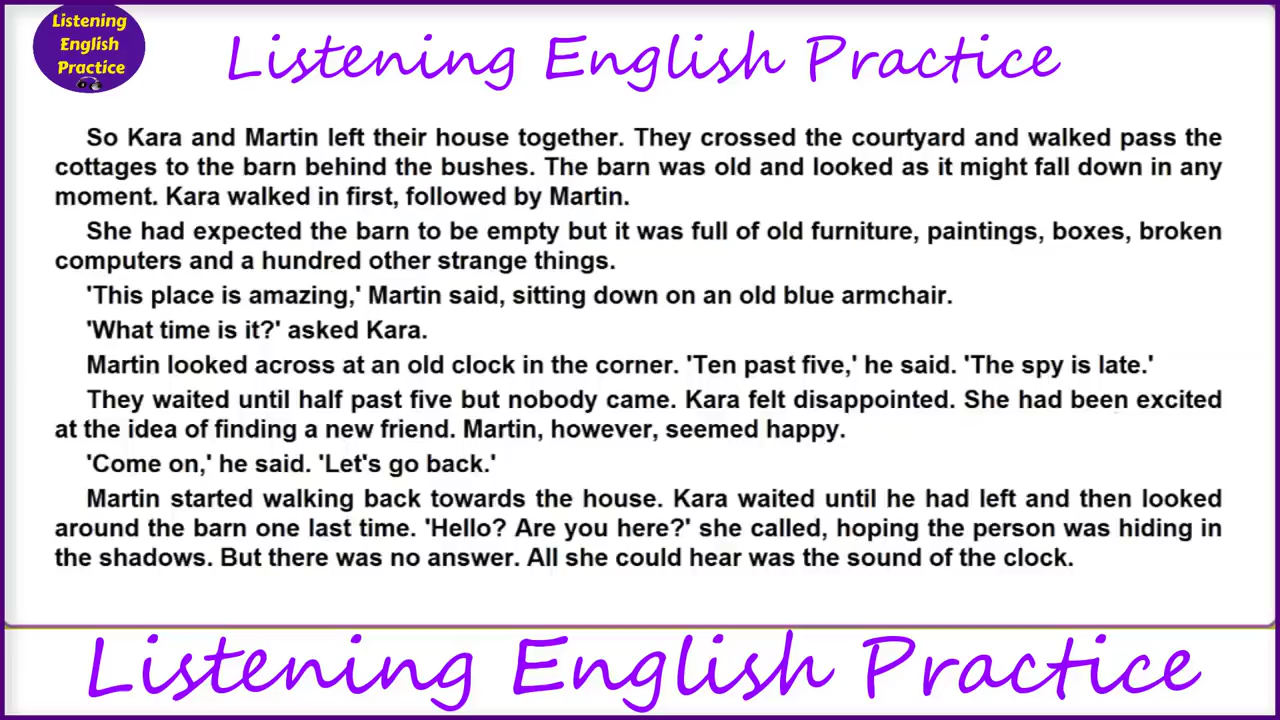 Listening
English
Practice
Listening English Practice
So Kara and Martin left their house together. They crossed the courtyard and walked pass the
cottages to the barn behind the bushes. The barn was old and looked as it might fall down in any
moment. Kara walked in first, followed by Martin.
She had expected the barn to be empty but it was full of old furniture, paintings, boxes, broken
computers and a hundred other strange things.
'This place is amazing,' Martin said, sitting down on an old blue armchair.
'What time is it?' asked Kara.
Martin looked across at an old clock in the corner. 'Ten past five,' he said. 'The spy is late.'
They waited until half past five but nobody came. Kara felt disappointed. She had been excited
at the idea of finding a new friend. Martin, however, seemed happy.
'Come on,' he said. 'Let's go back.'
Martin started walking back towards the house. Kara waited until he had left and then looked
around the barn one last time. 'Hello? Are you here?' she called, hoping the person was hiding in
the shadows. But there was no answer. All she could hear was the sound of the clock.
Listening English Practice